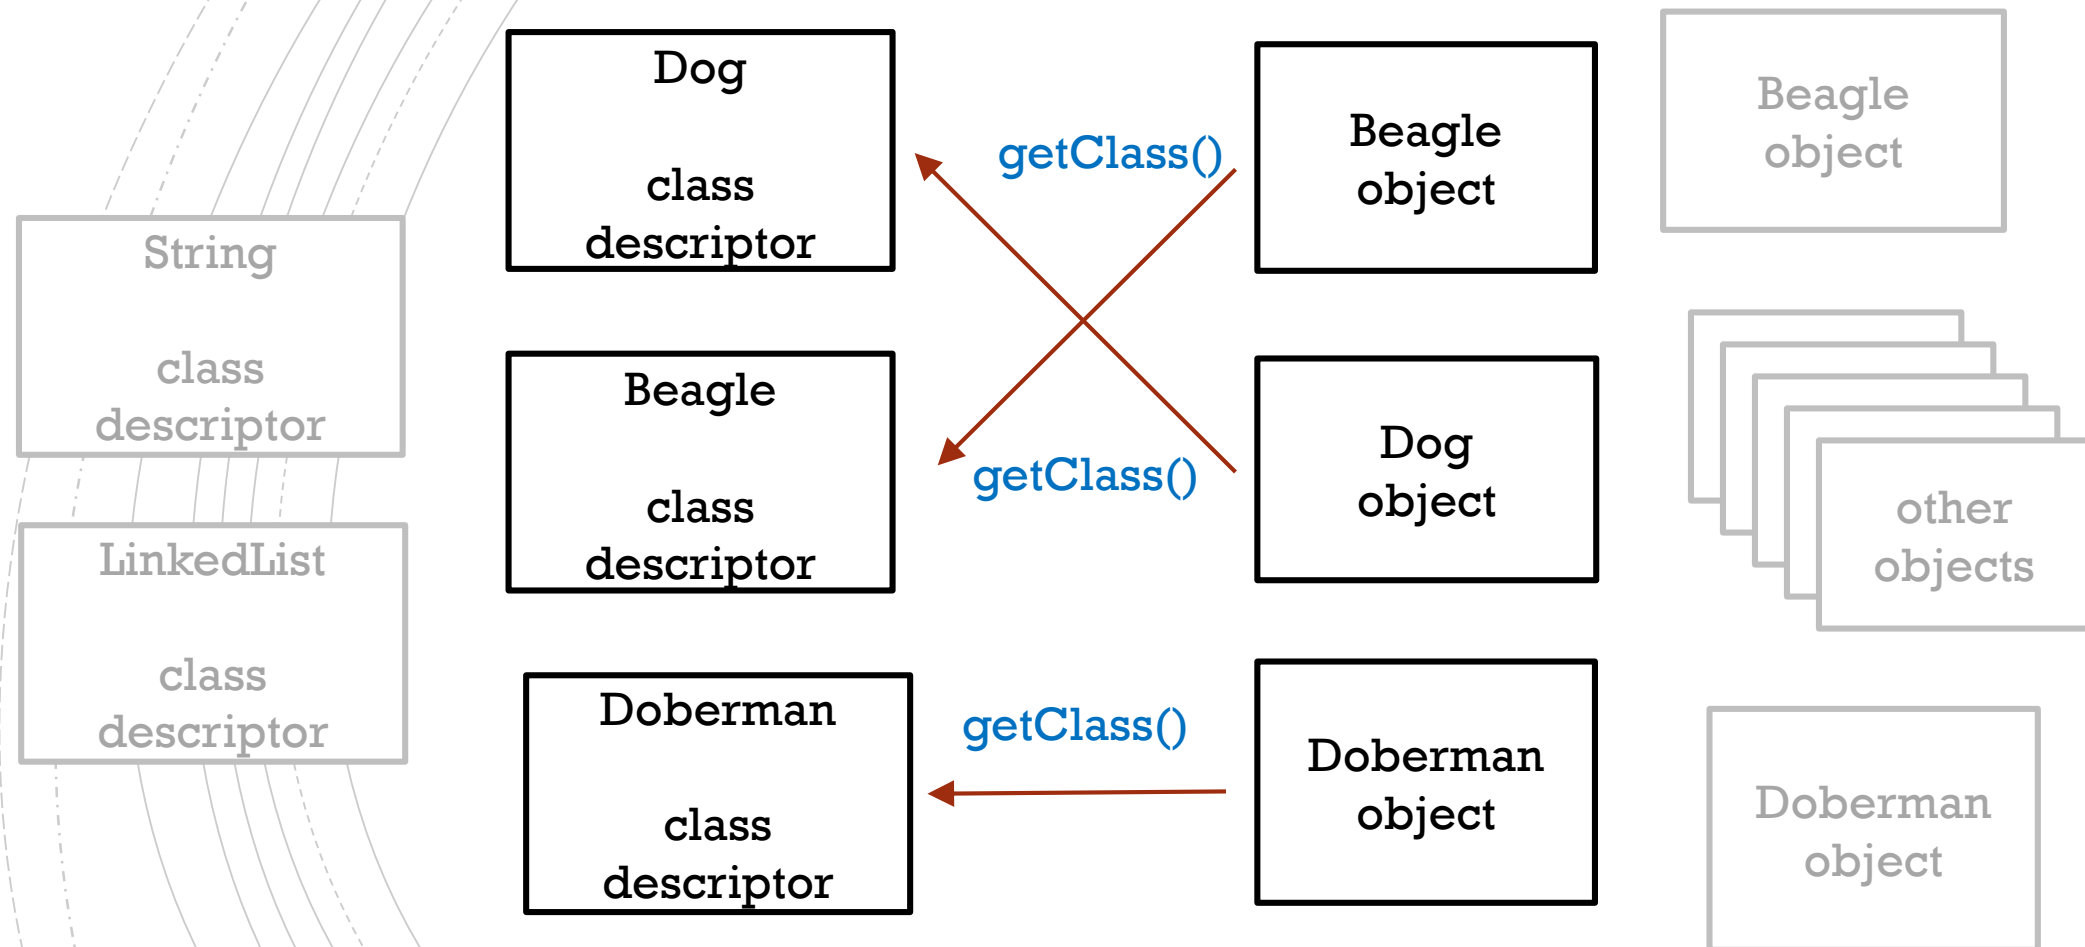 String
class
descriptor
LinkedList
class
descriptor
Dog
class
descriptor
Beagle
class
descriptor
Doberman
class
descriptor
getClass()
getClass()
getClass()
Beagle
object
Dog
object
Doberman
object
Beagle
object
other
objects
Doberman
object